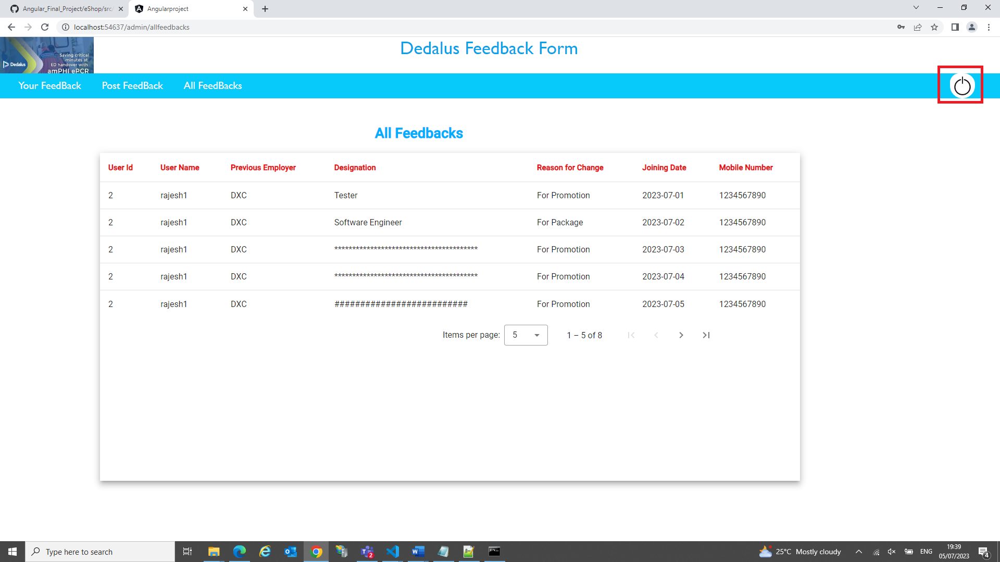 Angular_Final_Project/eShop/src/
Angularproject
localhost:54637/admin/allfeedbacks
Saving critical
minutes at
ED handover with
amPHI ePCR
Dedalus
Dedalus Feedback Form
Your FeedBack Post FeedBack All FeedBacks
All Feedbacks
User Id User Name Previous Employer Designation Reason for Change Joining Date Mobile Number
2 rajesh1 DXC Tester For Promotion 2023-07-01 1234567890
2 rajesh1 DXC Software Engineer For Package 2023-07-02 1234567890
2 rajesh1 DXC **************************************** For Promotion 2023-07-03 1234567890
2 rajesh1 DXC **************************************** For Promotion 2023-07-04 1234567890
2 rajesh1 DXC ########################## For Promotion 2023-07-05 1234567890
Items per page: 5 1 – 5 of 8
Type here to search
2
25°C Mostly cloudy
ENG
19:39
05/07/2023
4